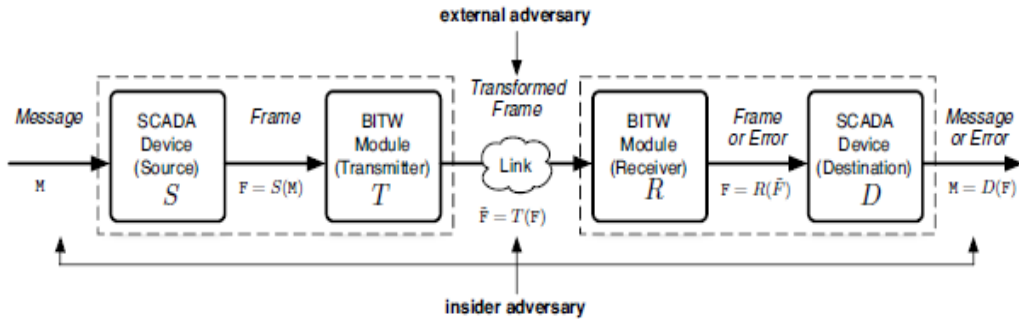 external adversary
Message
SCADA
Device
(Source)
S
Frame
BITW
Module
(Transmitter)
T
Transformed
Frame
Link
BITW
Module
(Receiver)
R
Frame
or Error
SCADA
Device
(Destination)
D
Message
or Error
M
F = S(M)
F̃ = T(F)
F = R(F̃)
M = D(F)
insider adversary